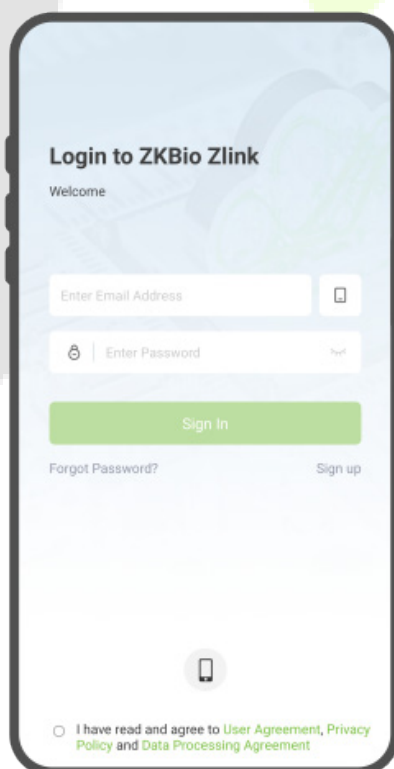 Login to ZKBio Zlink
Welcome
Enter Email Address
Enter Password
Sign In
Forgot Password? Sign up
I have read and agree to User Agreement, Privacy
Policy and Data Processing Agreement